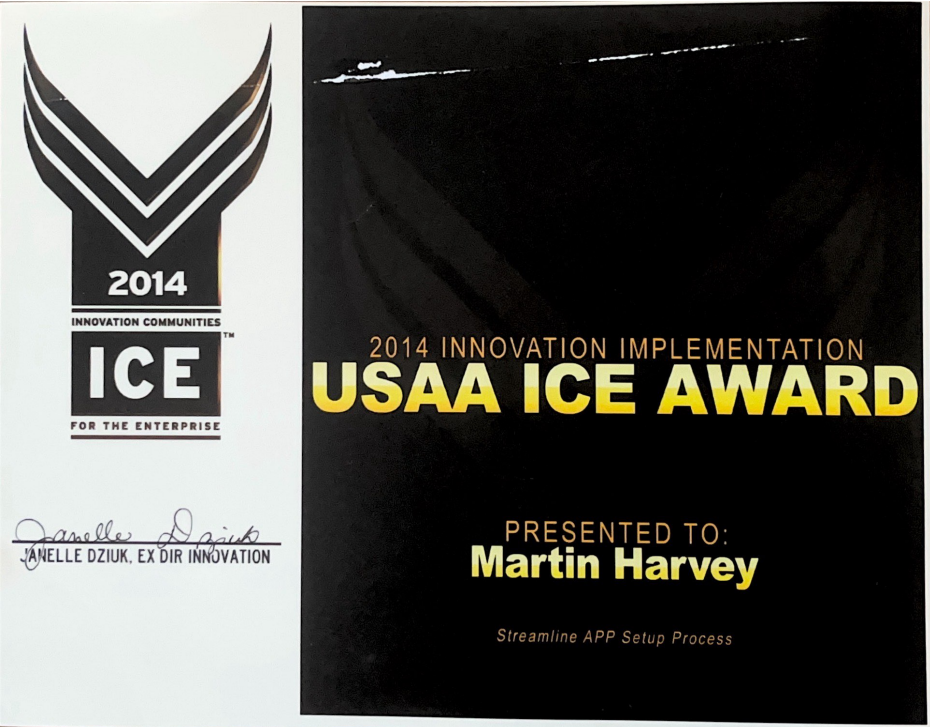 2014
INNOVATION COMMUNITIES
ICE™
FOR THE ENTERPRISE
Janelle Dziuk
JANELLE DZIUK, EX DIR INNOVATION
2014 INNOVATION IMPLEMENTATION
USAA ICE AWARD
PRESENTED TO:
Martin Harvey
Streamline APP Setup Process